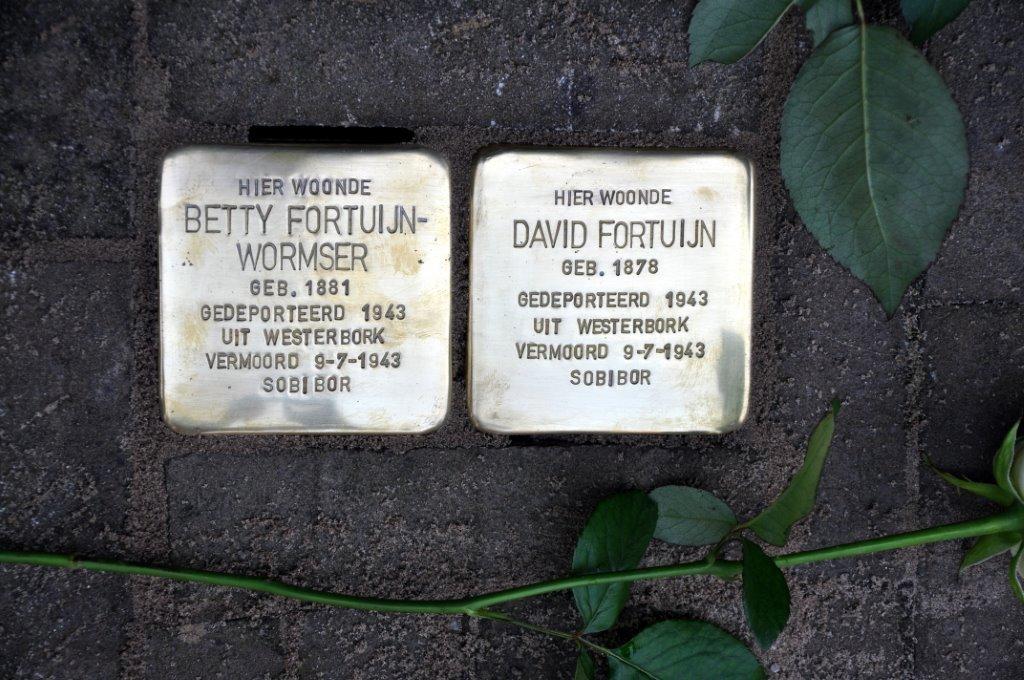 HIER WOONDE
BETTY FORTUIJN-
WORMSER
GEB. 1881
GEDEPORTEERD 1943
UIT WESTERBORK
VERMOORD 9-7-1943
SOBIBOR
HIER WOONDE
DAVID FORTUIJN
GEB. 1878
GEDEPORTEERD 1943
UIT WESTERBORK
VERMOORD 9-7-1943
SOBIBOR